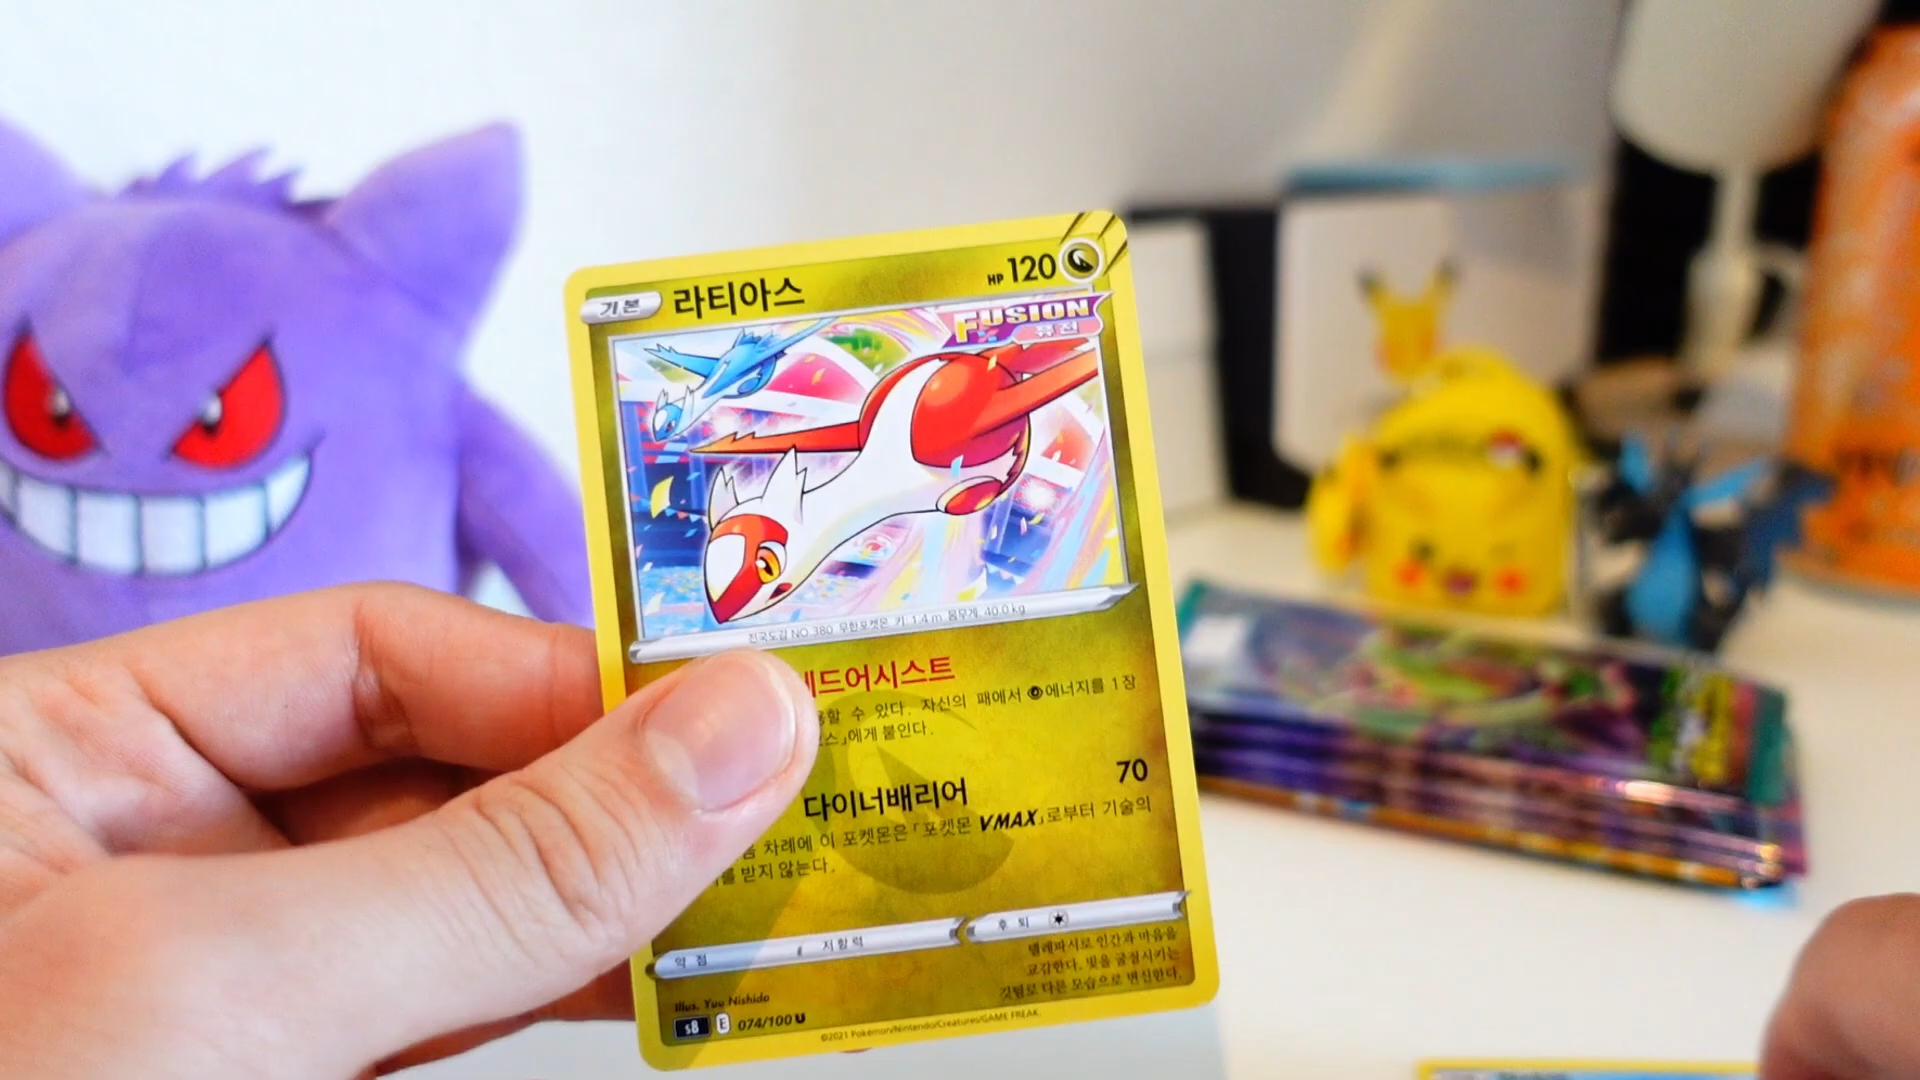 기본 라티아스 HP 120
FUSION
퓨전
전국도감 NO.380 무한포켓몬 키: 1.4 m 몸무게: 40.0 kg
레드어시스트
할 수 있다. 자신의 패에서 에너지를 1장
에게 붙인다.
다이너배리어 70
차례에 이 포켓몬은 「포켓몬 VMAX」로부터 기술의
를 받지 않는다.
약점 저항력 후퇴
텔레파시로 인간과 마음을
교감한다. 빛을 굴절시키는
깃털로 다른 모습으로 변신한다.
Illus. Yuu Nishida
s8 E 074/100 U
©2021 Pokémon/Nintendo/Creatures/GAME FREAK.